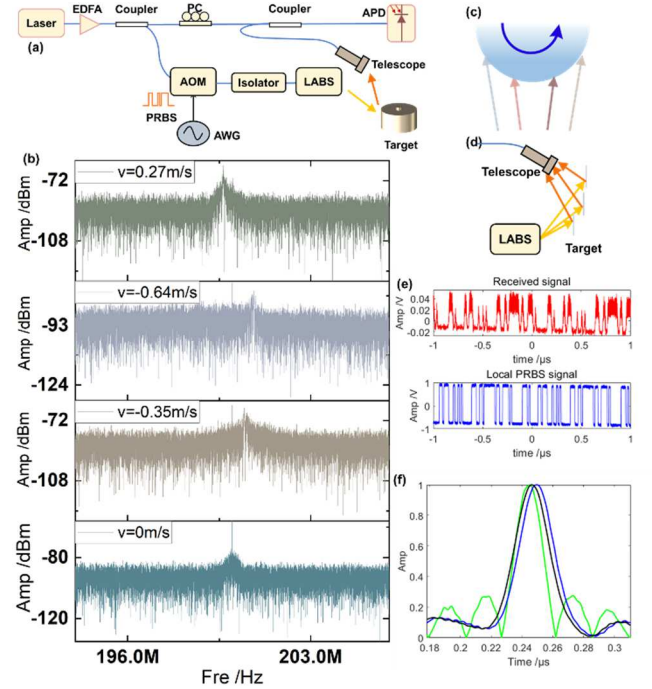 EDFA
Coupler
PC
Coupler
APD
Laser
(a)
Telescope
AOM
Isolator
LABS
PRBS
AWG
Target
(c)
(d)
Telescope
LABS
Target
(b)
v=0.27m/s
-72
-108
Amp /dBm
v=-0.64m/s
-93
-124
Amp /dBm
v=-0.35m/s
-72
-108
Amp /dBm
v=0m/s
-80
-120
Amp /dBm
196.0M
203.0M
Fre /Hz
(e)
Received signal
0.04
0.02
0
-0.02
Amp /V
-1
-0.5
0
0.5
1
time /μs
Local PRBS signal
1
0
-1
Amp /V
-1
-0.5
0
0.5
1
time /μs
(f)
1
0.8
0.6
0.4
0.2
0
Amp
0.18
0.2
0.22
0.24
0.26
0.28
0.3
Time /μs